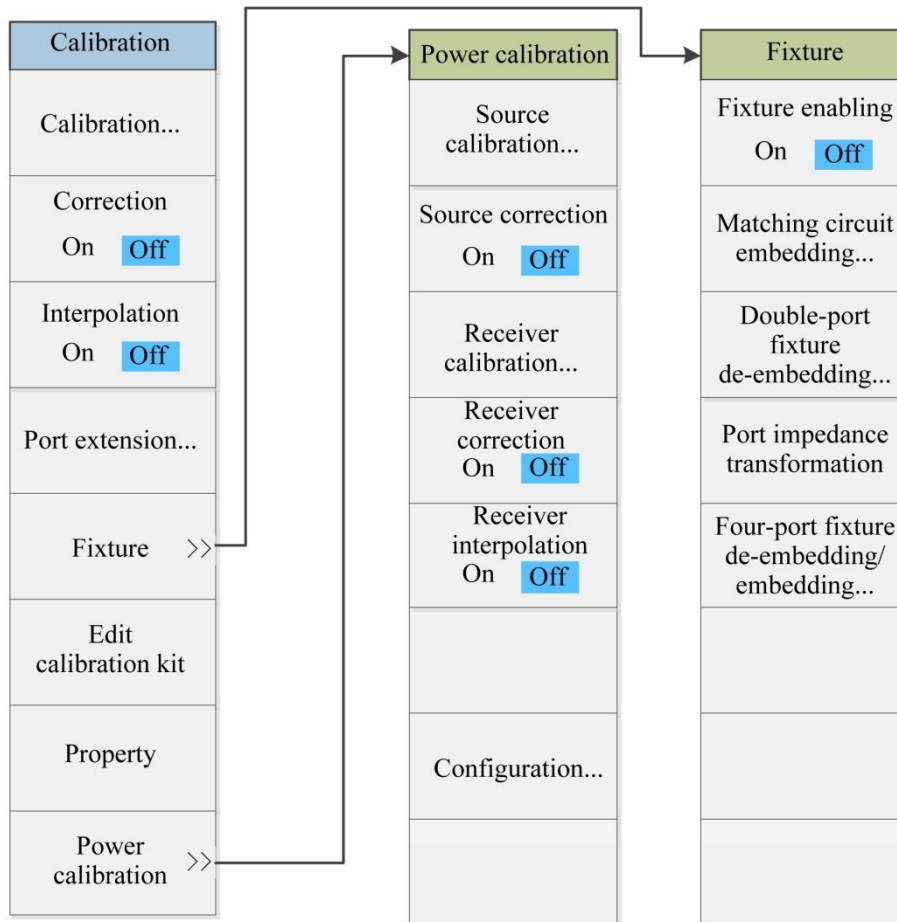 Calibration
Calibration...
Correction
On Off
Interpolation
On Off
Port extension...
Fixture >>
Edit
calibration kit
Property
Power
calibration >>
Power calibration
Source
calibration...
Source correction
On Off
Receiver
calibration...
Receiver
correction
On Off
Receiver
interpolation
On Off
Configuration...
Fixture
Fixture enabling
On Off
Matching circuit
embedding...
Double-port
fixture
de-embedding...
Port impedance
transformation
Four-port fixture
de-embedding/
embedding...